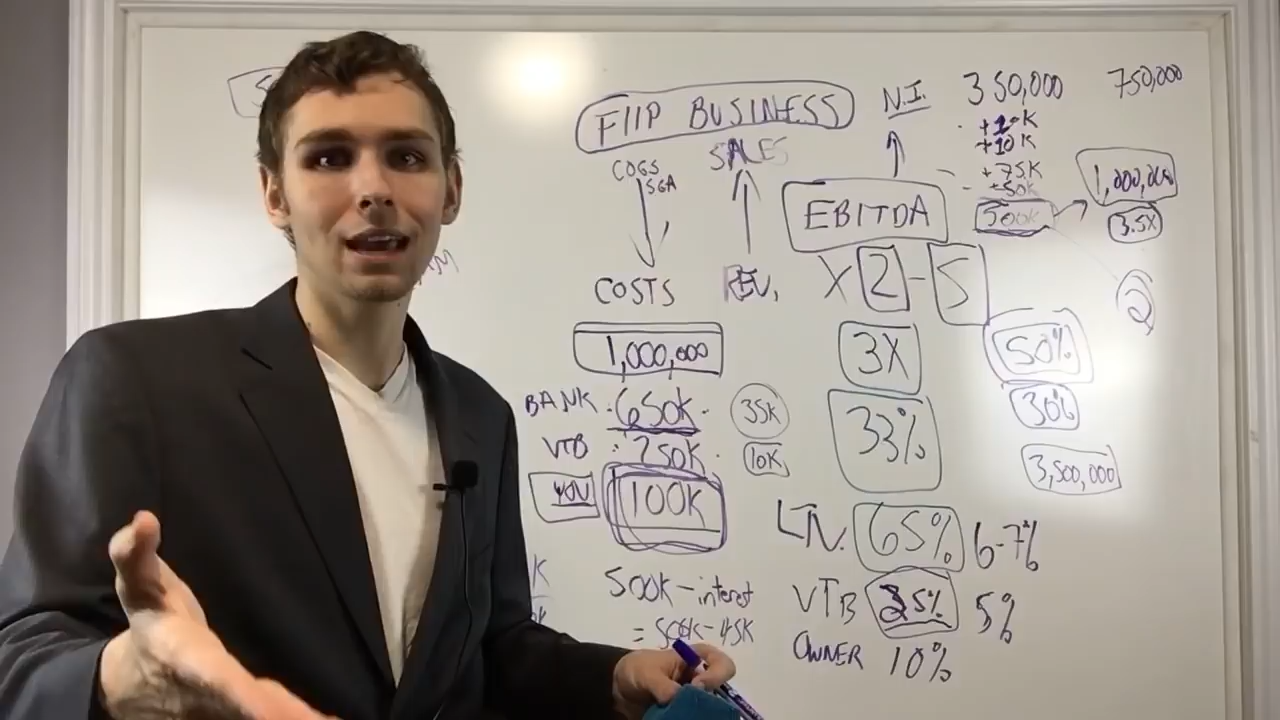 FIIP BUSINESS
COGS
SGA
SALES
COSTS
REV.
1,000,000
BANK 650K 35K
VTB 250K 10K
YOU 100K
500K - interest
= 500K - 45K
N.I.
EBITDA
X 2 - 5
3X
33%
LTV. 65% 6-7%
VTB 25% 5%
OWNER 10%
350,000
+10K
+10K
+75K
+50K
500K
750,000
1,000,000
3.5X
50%
30%
3,500,000